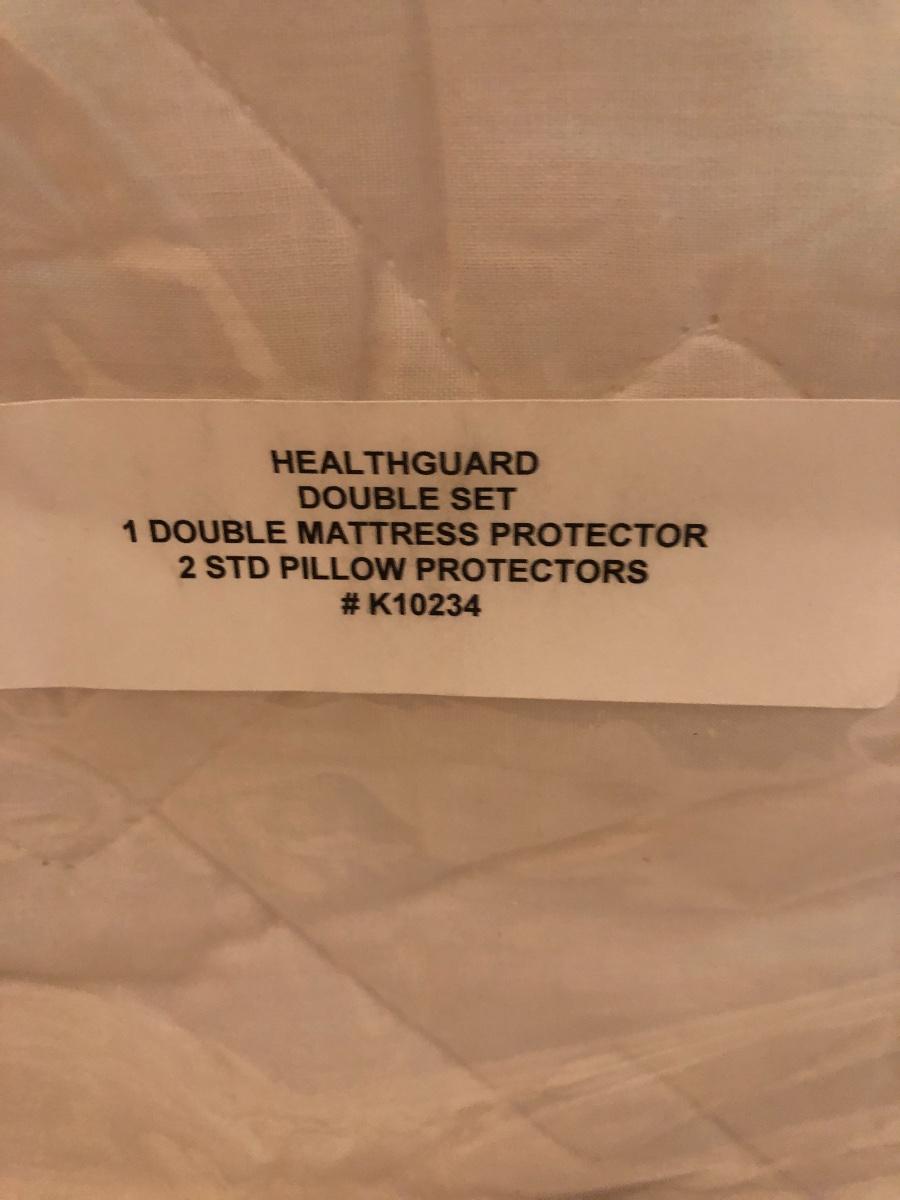 HEALTHGUARD
DOUBLE SET
1 DOUBLE MATTRESS PROTECTOR
2 STD PILLOW PROTECTORS
# K10234